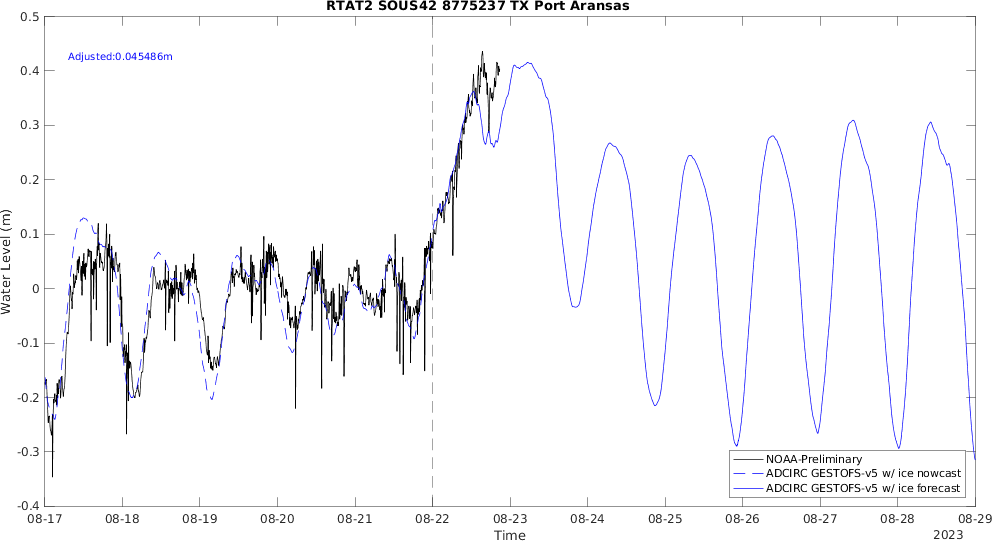 RTAT2 SOUS42 8775237 TX Port Aransas
0.5
Adjusted:0.045486m
0.4
0.3
0.2
0.1
0
-0.1
-0.2
-0.3
-0.4
Water Level (m)
NOAA-Preliminary
ADCIRC GESTOFS-v5 w/ ice nowcast
ADCIRC GESTOFS-v5 w/ ice forecast
08-17 08-18 08-19 08-20 08-21 08-22 08-23 08-24 08-25 08-26 08-27 08-28 08-29
Time
2023